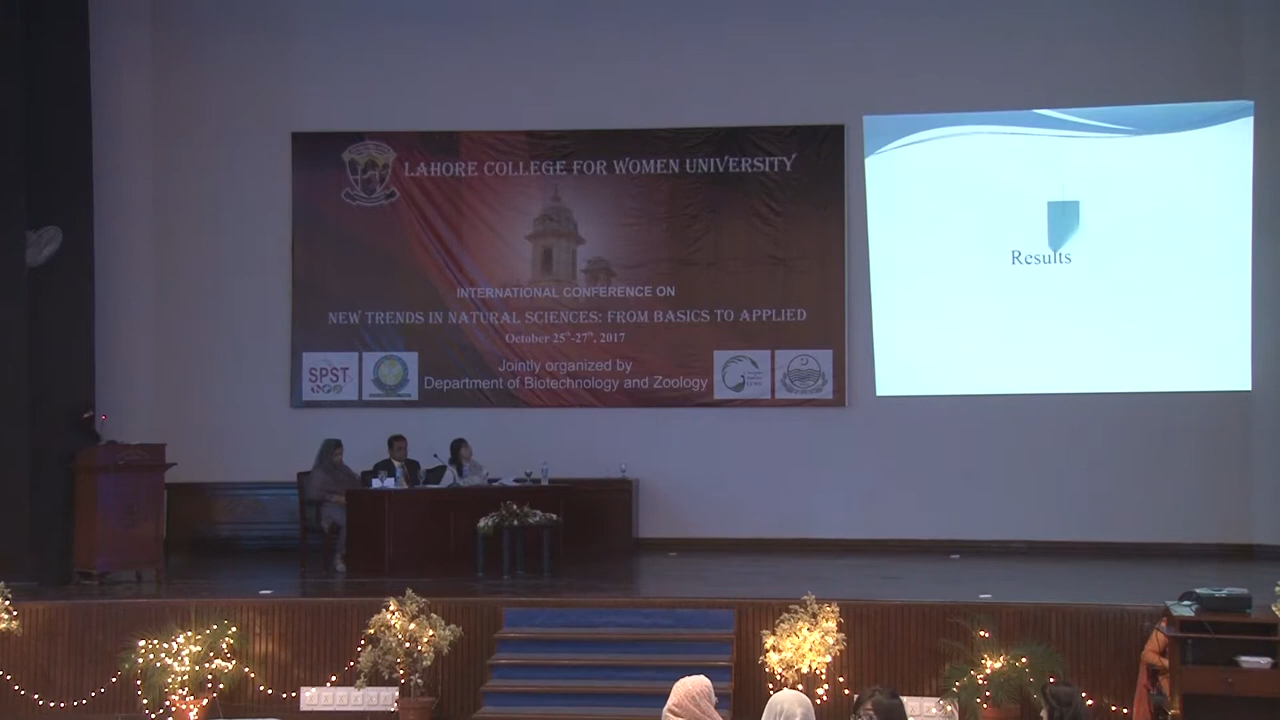 LAHORE COLLEGE FOR WOMEN UNIVERSITY
INTERNATIONAL CONFERENCE ON
NEW TRENDS IN NATURAL SCIENCES: FROM BASICS TO APPLIED
October 25th-27th, 2017
Jointly organized by
Department of Biotechnology and Zoology
SPST
Results